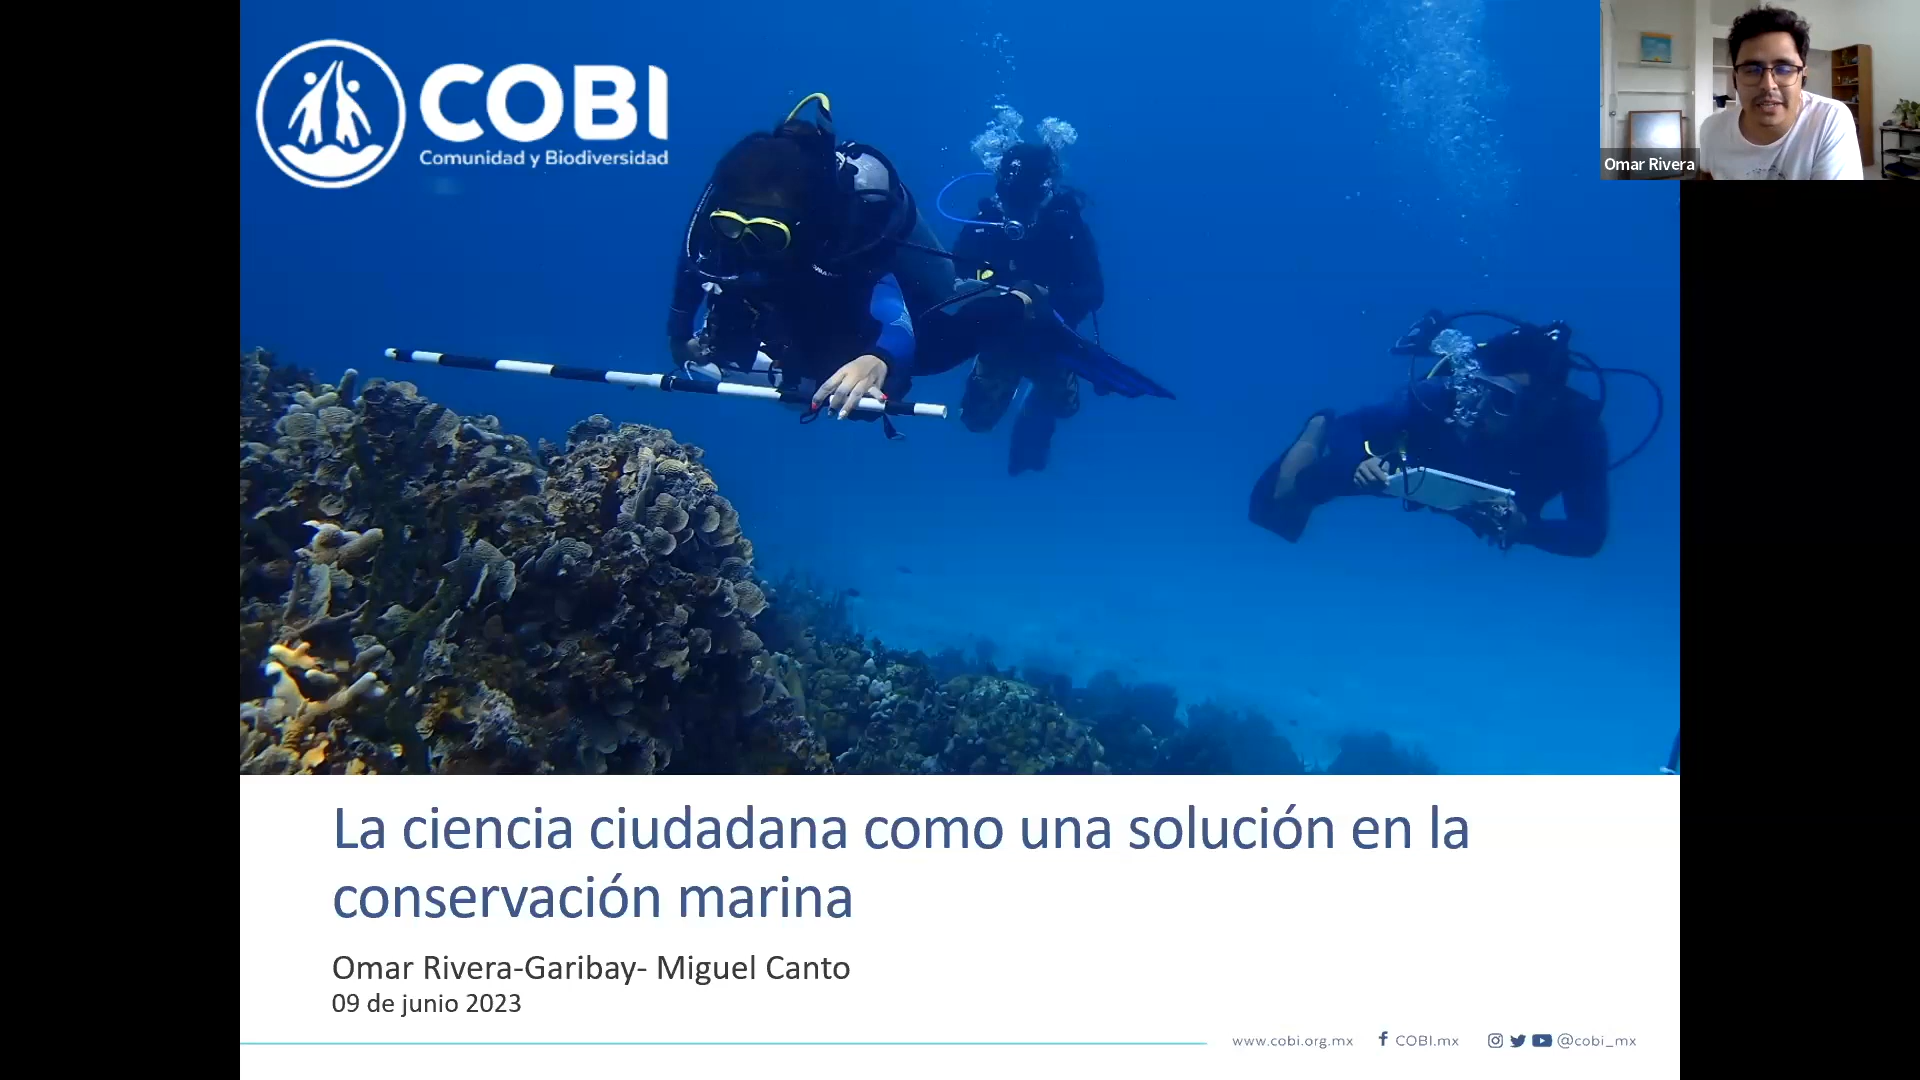 COBI
Comunidad y Biodiversidad
Omar Rivera
La ciencia ciudadana como una solución en la
conservación marina
Omar Rivera-Garibay- Miguel Canto
09 de junio 2023
www.cobi.org.mx COBI.mx @cobi_mx